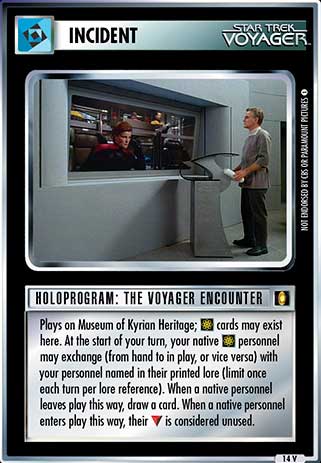 INCIDENT
STAR TREK
VOYAGER
NOT ENDORSED BY CBS OR PARAMOUNT PICTURES
HOLOPROGRAM: THE VOYAGER ENCOUNTER
Plays on Museum of Kyrian Heritage; cards may exist
here. At the start of your turn, your native personnel
may exchange (from hand to in play, or vice versa) with
your personnel named in their printed lore (limit once
each turn per lore reference). When a native personnel
leaves play this way, draw a card. When a native personnel
enters play this way, their is considered unused.
14 V